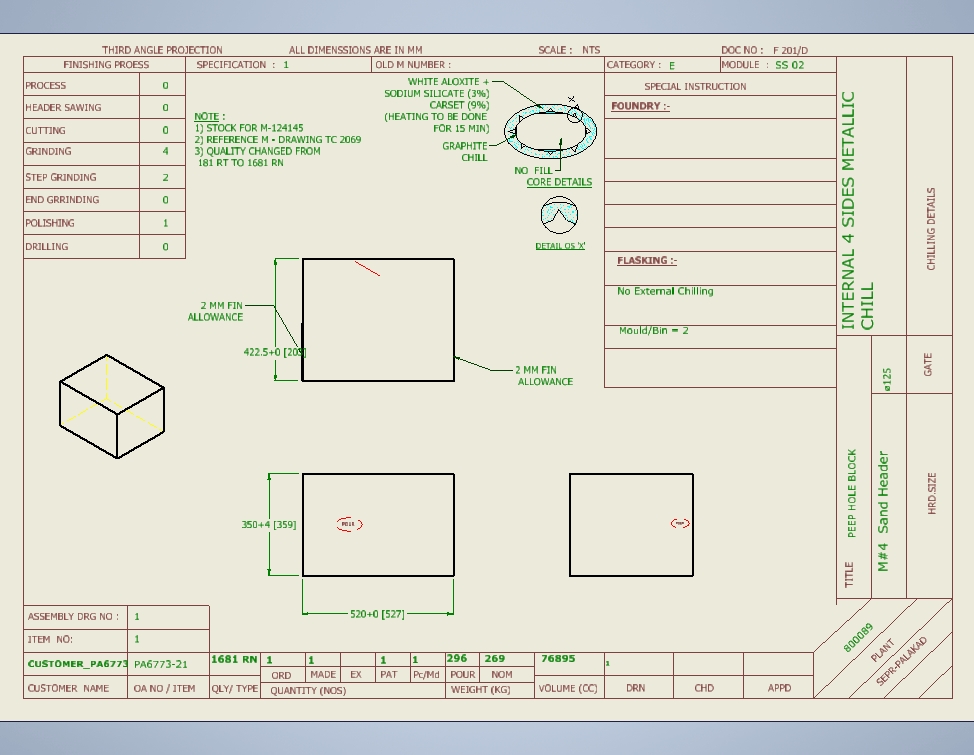 THIRD ANGLE PROJECTION ALL DIMENSSIONS ARE IN MM SCALE : NTS DOC NO : F 201/D
FINISHING PROESS SPECIFICATION : 1 OLD M NUMBER : CATEGORY : E MODULE : SS 02
PROCESS 0
HEADER SAWING 0
CUTTING 0
GRINDING 4
STEP GRINDING 2
END GRRINDING 0
POLISHING 1
DRILLING 0
NOTE :
1) STOCK FOR M-124145
2) REFERENCE M - DRAWING TC 2069
3) QUALITY CHANGED FROM
181 RT TO 1681 RN
WHITE ALOXITE +
SODIUM SILICATE (3%)
CARSET (9%)
(HEATING TO BE DONE
FOR 15 MIN)
GRAPHITE
CHILL
X
NO FILL
CORE DETAILS
DETAIL OS 'X'
SPECIAL INSTRUCTION
FOUNDRY :-
FLASKING :-
No External Chilling
Mould/Bin = 2
INTERNAL 4 SIDES METALLIC
CHILL
CHILLING DETAILS
2 MM FIN
ALLOWANCE
422.5+0 [205]
2 MM FIN
ALLOWANCE
ø125
GATE
TITLE PEEP HOLE BLOCK
M#4 Sand Header
HRD.SIZE
350+4 [359]
520+0 [527]
ASSEMBLY DRG NO : 1
ITEM NO: 1
CUSTOMER_PA6773 PA6773-21 1681 RN 1 1 1 1 296 269 76895 1
ORD MADE EX PAT Pc/Md POUR NOM
CUSTOMER NAME OA NO / ITEM QLY/ TYPE QUANTITY (NOS) WEIGHT (KG) VOLUME (CC) DRN CHD APPD
800089
PLANT
SEPR-PALAKAD